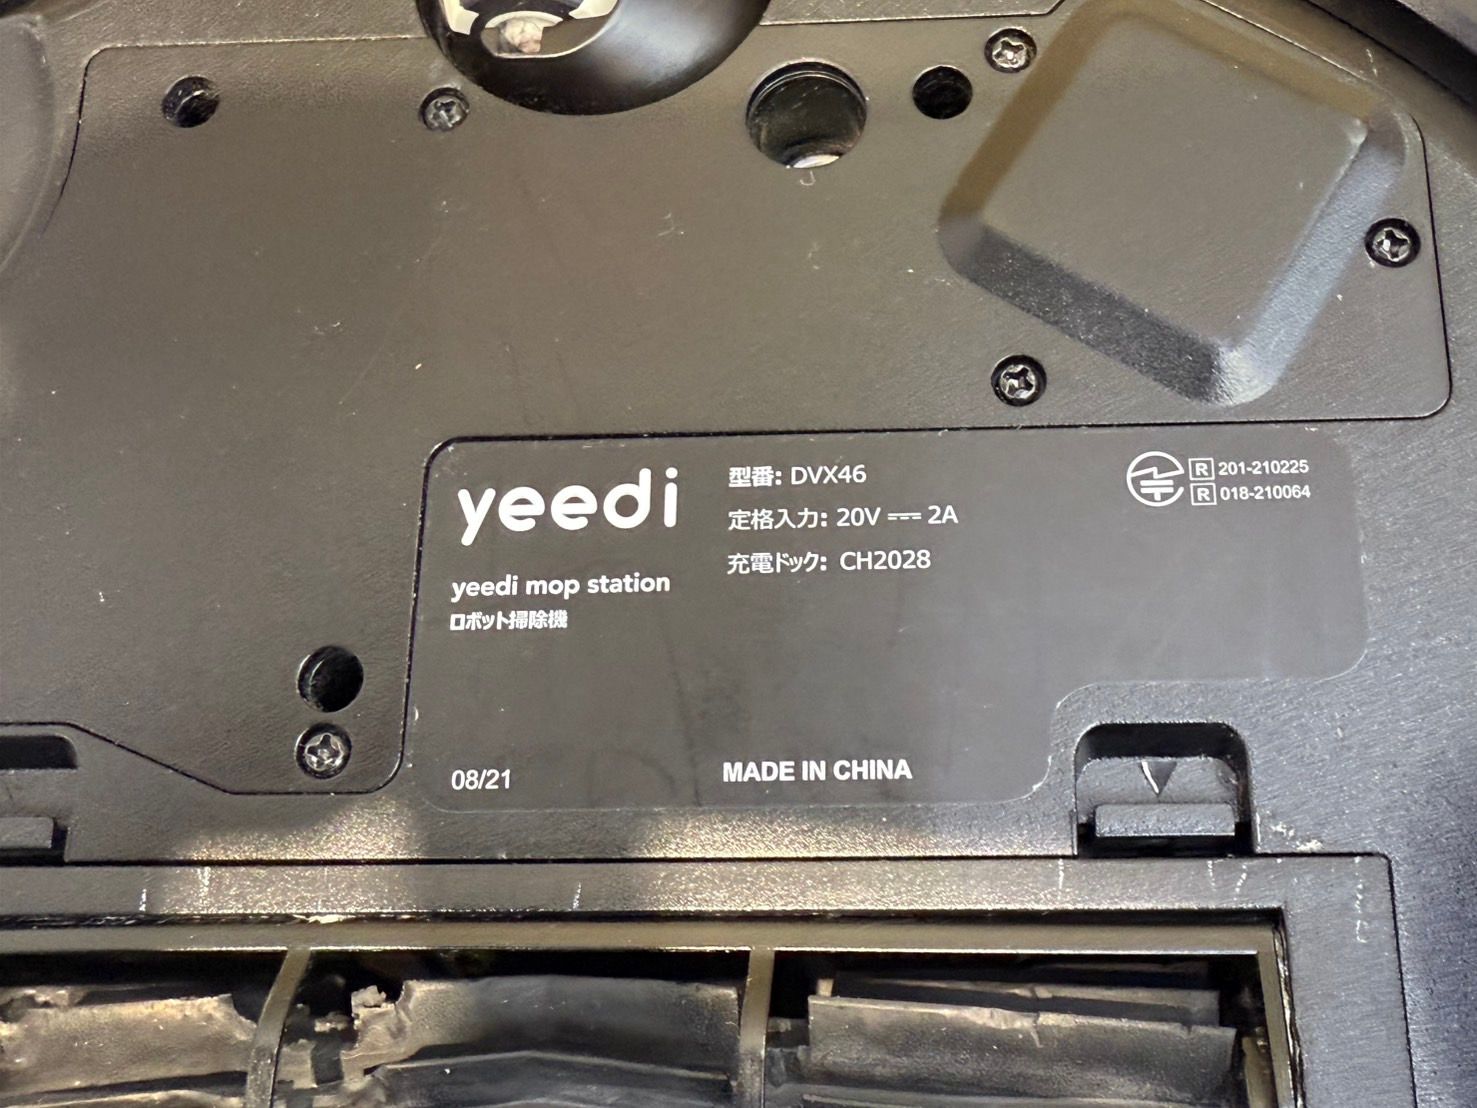 yeedi
yeedi mop station
ロボット掃除機
型番: DVX46
定格入力: 20V ⎓ 2A
充電ドック: CH2028
R 201-210225
R 018-210064
08/21
MADE IN CHINA